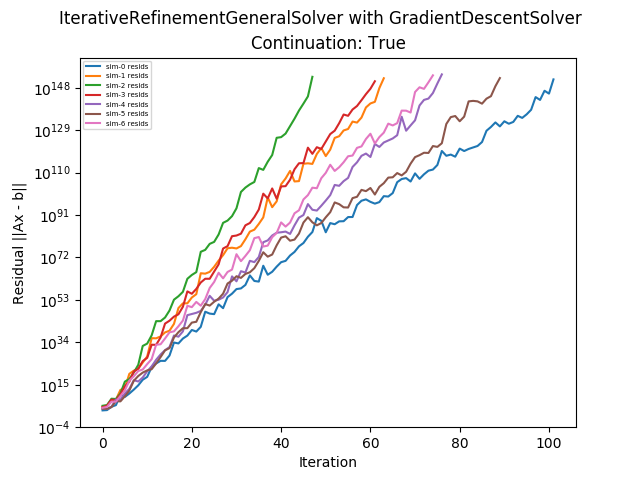 IterativeRefinementGeneralSolver with GradientDescentSolver
Continuation: True
sim-0 resids
sim-1 resids
sim-2 resids
sim-3 resids
sim-4 resids
sim-5 resids
sim-6 resids
Residual ||Ax - b||
10^148
10^129
10^110
10^91
10^72
10^53
10^34
10^15
10^-4
0 20 40 60 80 100
Iteration